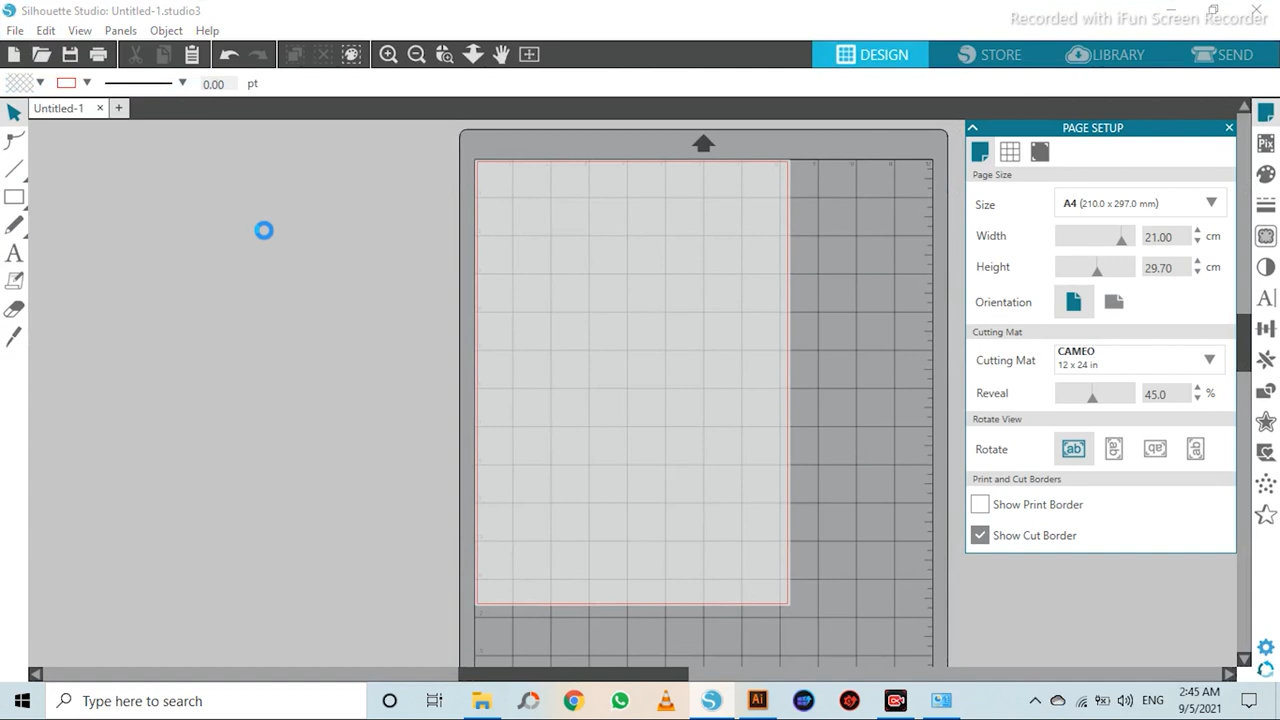 Silhouette Studio: Untitled-1.studio3
Recorded with iFun Screen Recorder
File Edit View Panels Object Help
DESIGN STORE LIBRARY SEND
0.00 pt
Untitled-1
PAGE SETUP
Page Size
Size A4 (210.0 x 297.0 mm)
Width 21.00 cm
Height 29.70 cm
Orientation
Cutting Mat
Cutting Mat CAMEO
12 x 24 in
Reveal 45.0 %
Rotate View
Rotate
Print and Cut Borders
Show Print Border
Show Cut Border
Type here to search
ENG
2:45 AM
9/5/2021